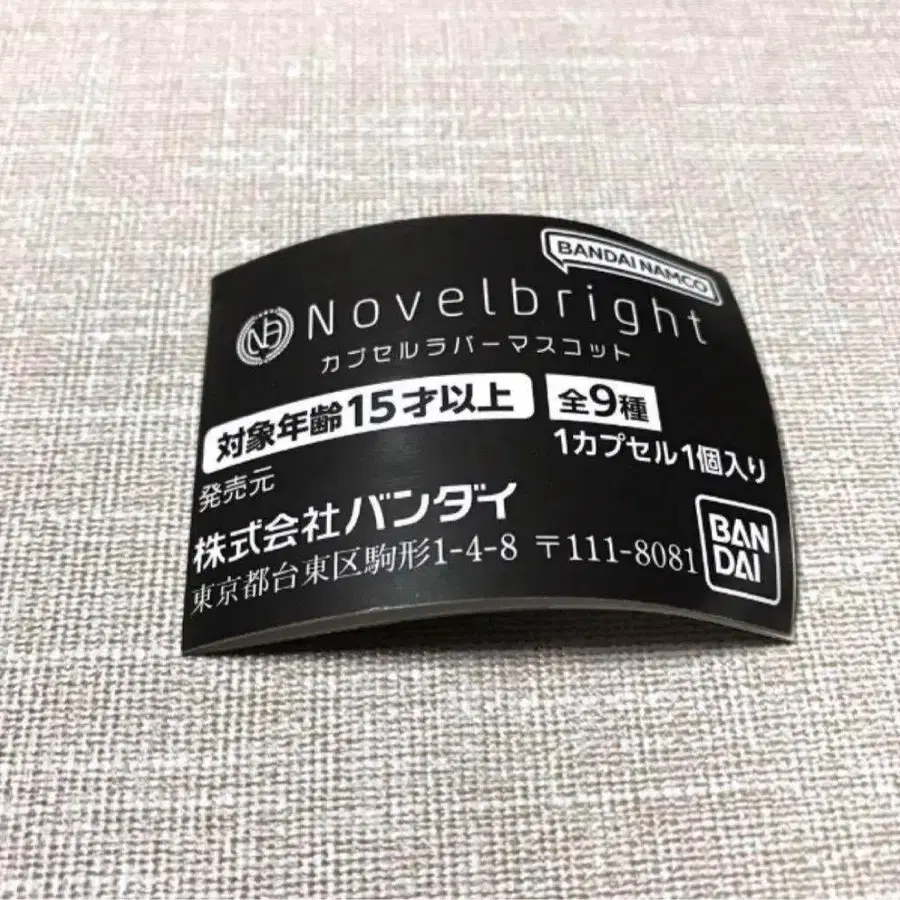 BANDAI NAMCO
NB Novelbright
カプセルラバーマスコット
対象年齢15才以上 全9種
1カプセル1個入り
発売元
株式会社バンダイ
東京都台東区駒形1-4-8 〒111-8081
BAN
DAI